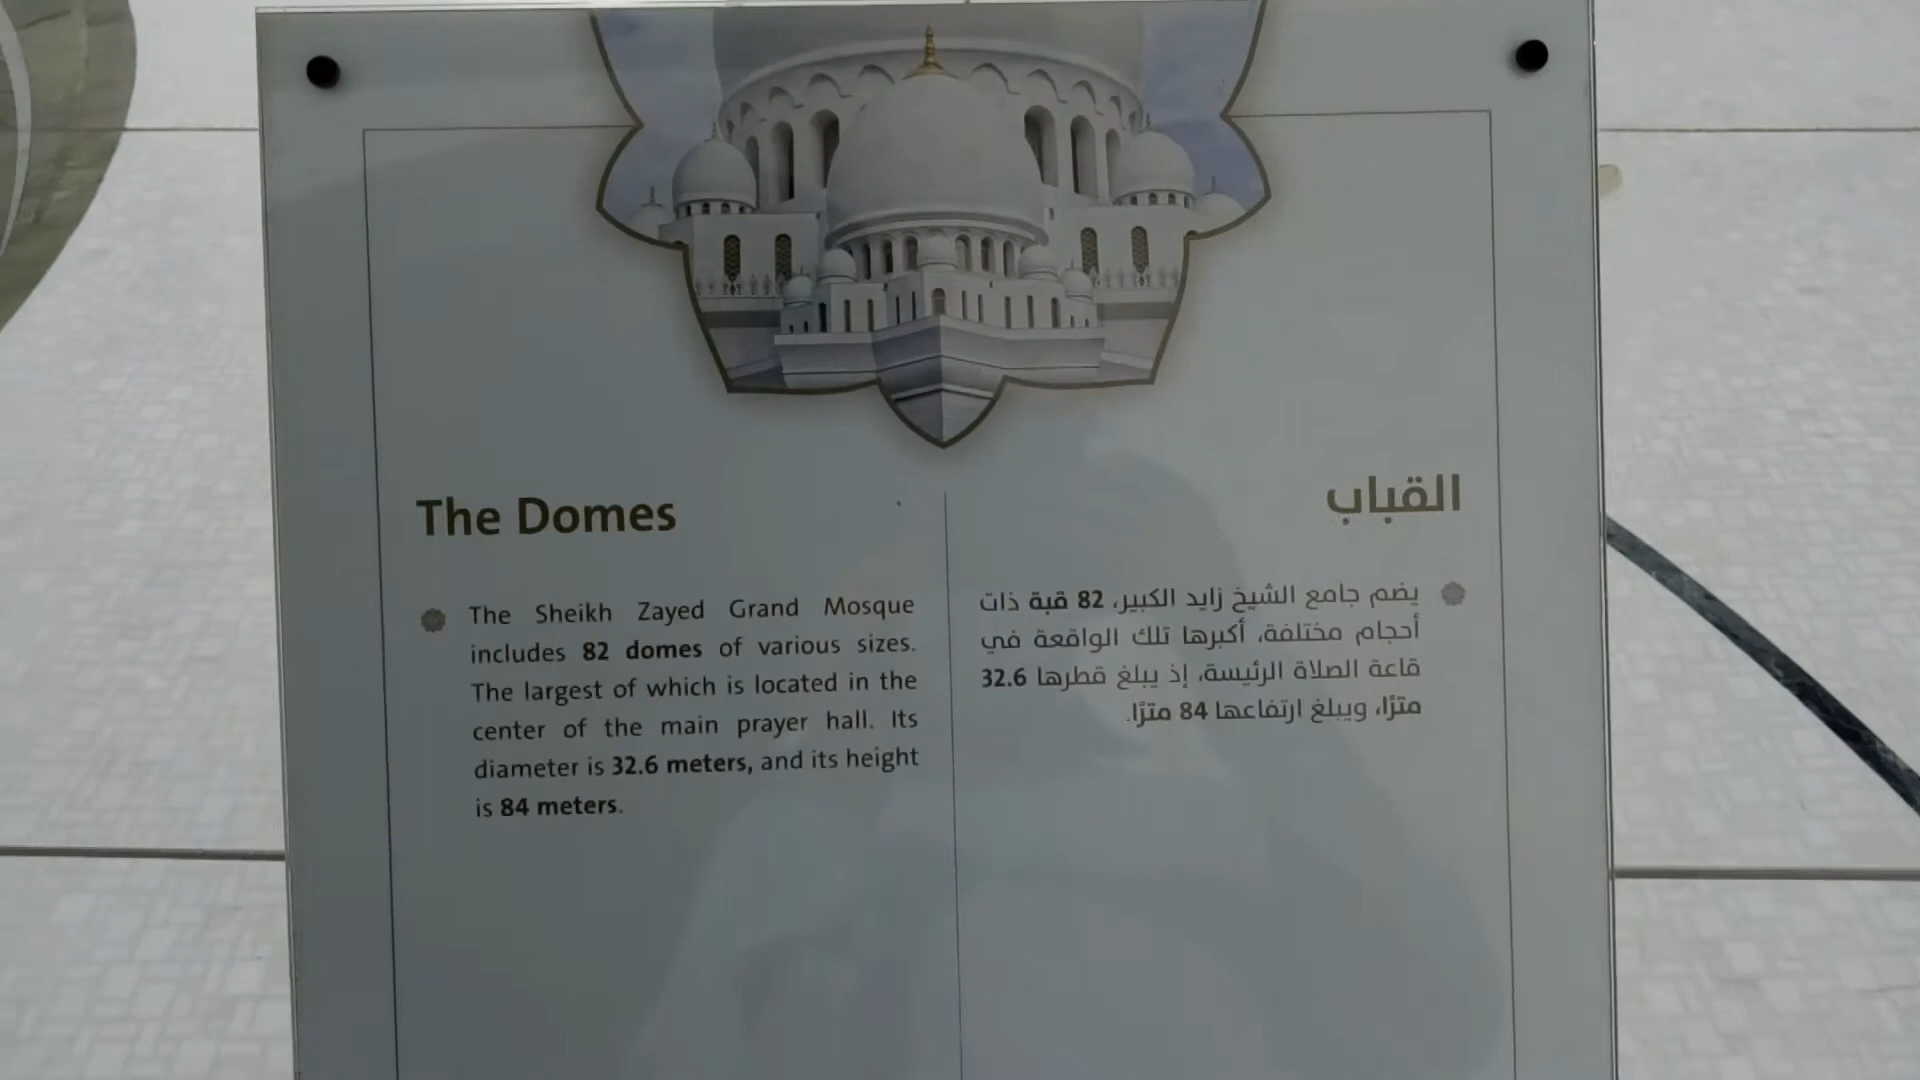 The Domes
The Sheikh Zayed Grand Mosque
includes 82 domes of various sizes.
The largest of which is located in the
center of the main prayer hall. Its
diameter is 32.6 meters, and its height
is 84 meters.
القباب
يضم جامع الشيخ زايد الكبير، 82 قبة ذات
أحجام مختلفة، أكبرها تلك الواقعة في
قاعة الصلاة الرئيسة، إذ يبلغ قطرها 32.6
مترًا، ويبلغ ارتفاعها 84 مترًا.